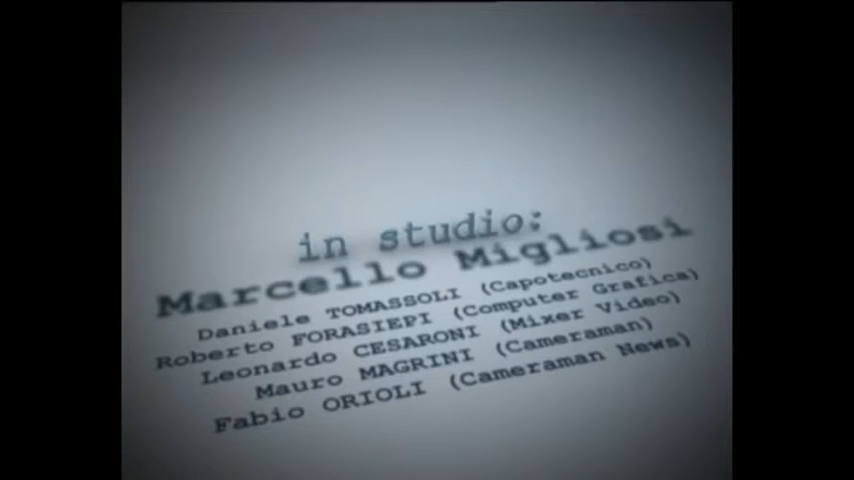 in studio:
Marcello Migliosi
Daniele TOMASSOLI (Capotecnico)
Roberto FORASIEPI (Computer Grafica)
Leonardo CESARONI (Mixer Video)
Mauro MAGRINI (Cameraman)
Fabio ORIOLI (Cameraman News)